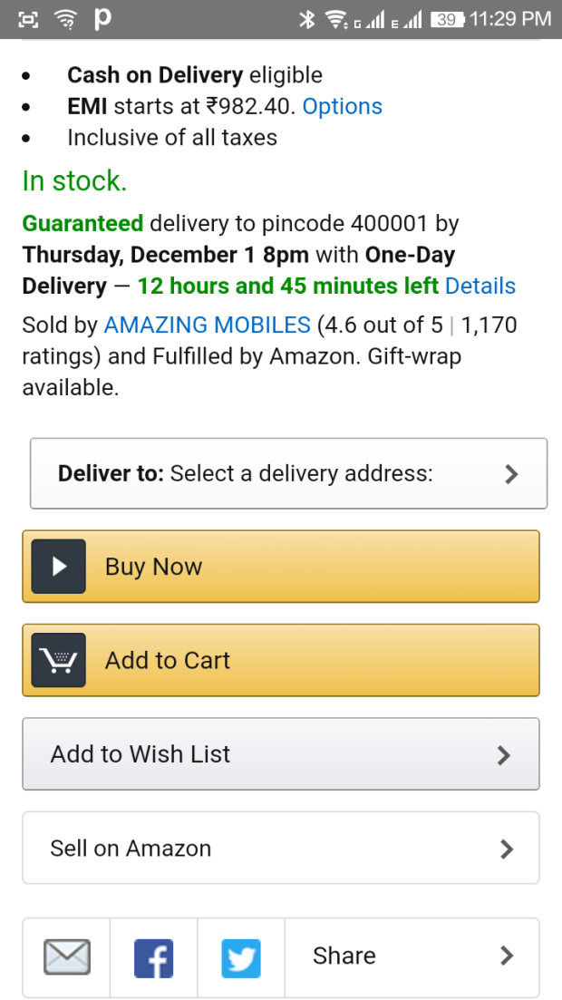 p G E 39 11:29 PM
• Cash on Delivery eligible
• EMI starts at ₹982.40. Options
• Inclusive of all taxes
In stock.
Guaranteed delivery to pincode 400001 by
Thursday, December 1 8pm with One-Day
Delivery — 12 hours and 45 minutes left Details
Sold by AMAZING MOBILES (4.6 out of 5 | 1,170
ratings) and Fulfilled by Amazon. Gift-wrap
available.
Deliver to: Select a delivery address:
Buy Now
Add to Cart
Add to Wish List
Sell on Amazon
f Share